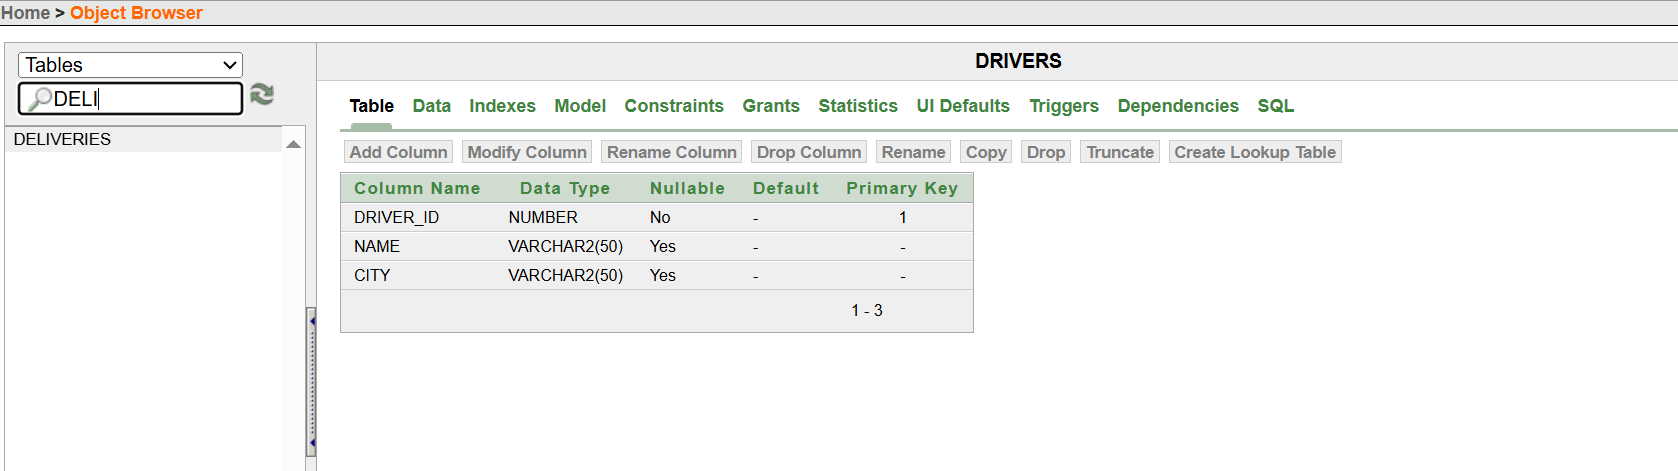 Home > Object Browser
Tables
DELI
DELIVERIES
DRIVERS
Table Data Indexes Model Constraints Grants Statistics UI Defaults Triggers Dependencies SQL
Add Column Modify Column Rename Column Drop Column Rename Copy Drop Truncate Create Lookup Table
Column Name Data Type Nullable Default Primary Key
DRIVER_ID NUMBER No - 1
NAME VARCHAR2(50) Yes - -
CITY VARCHAR2(50) Yes - -
1 - 3